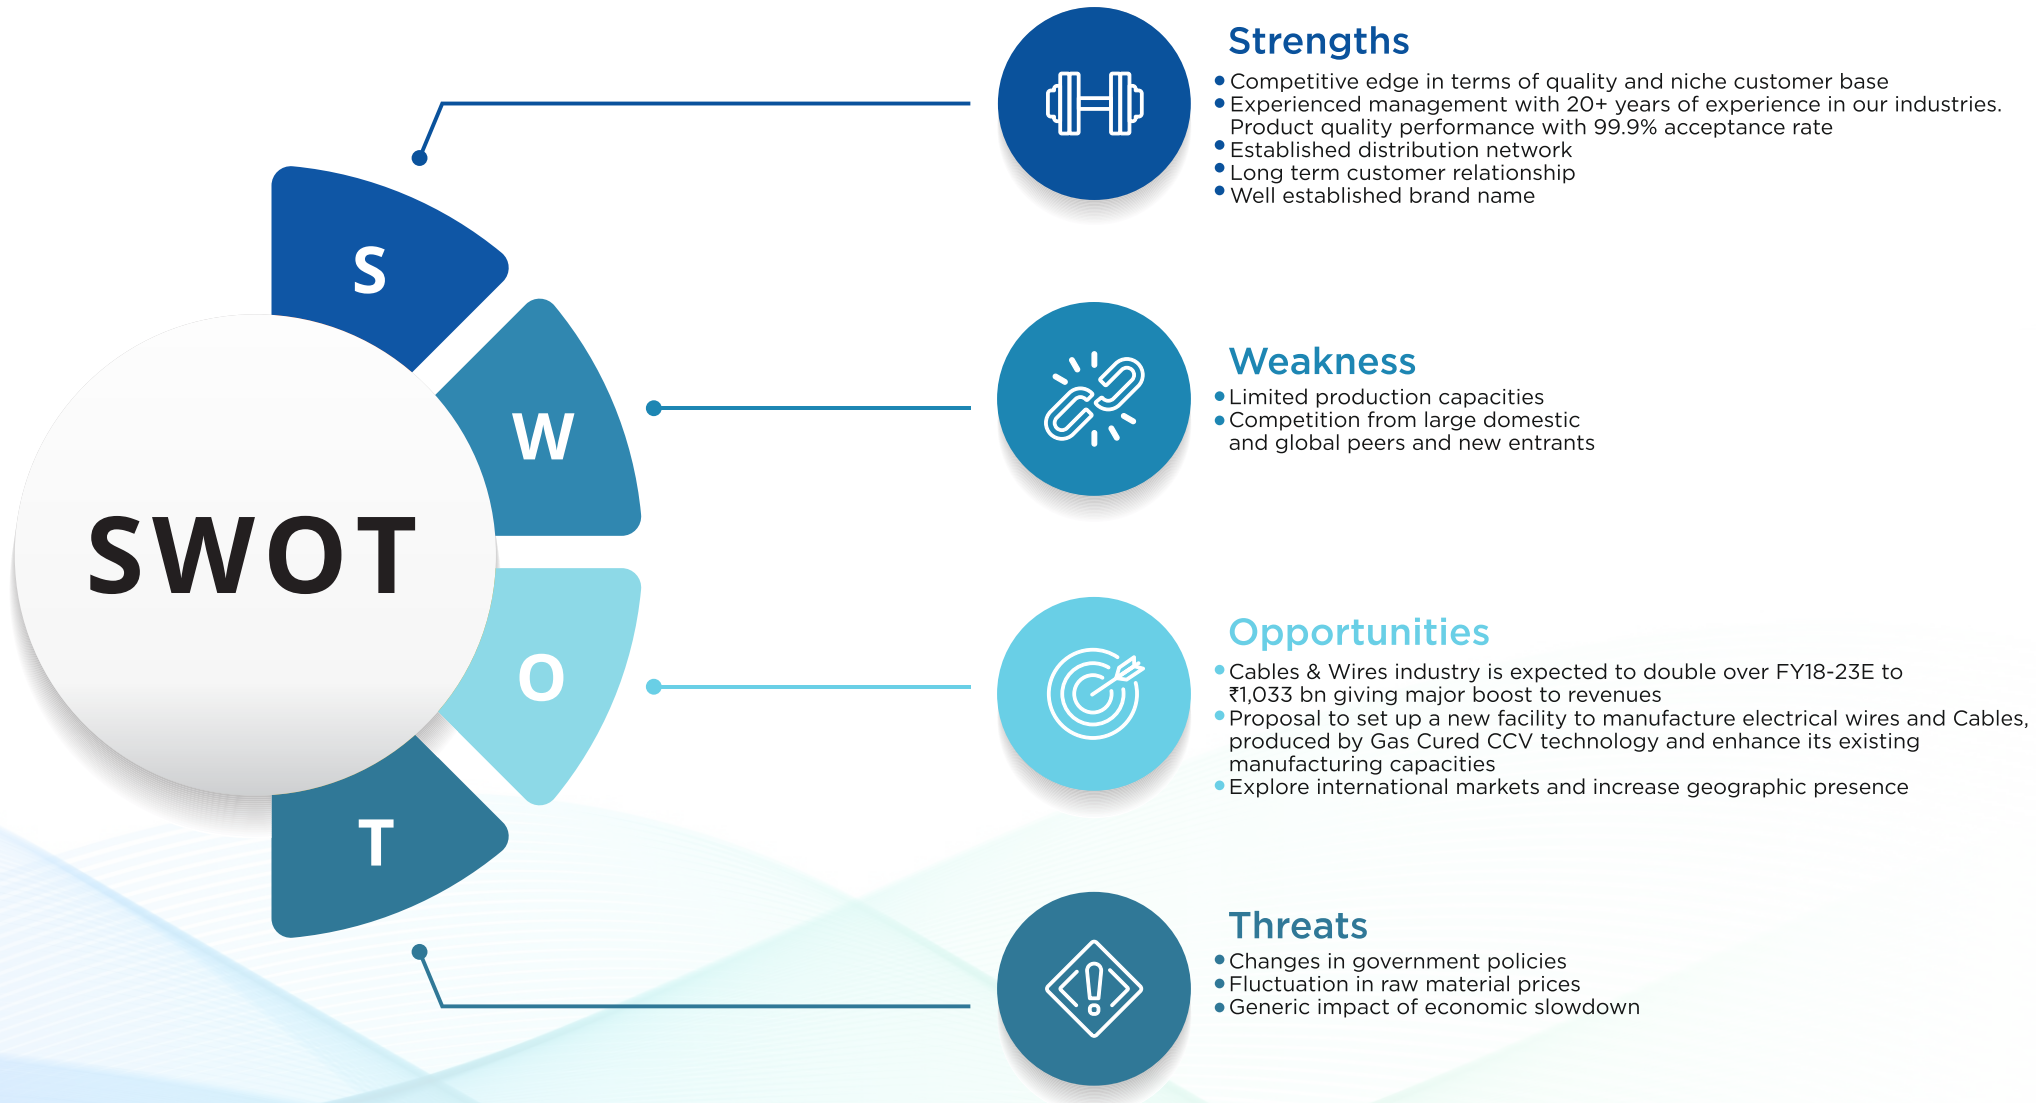 SWOT
S
W
O
T
Strengths
• Competitive edge in terms of quality and niche customer base
• Experienced management with 20+ years of experience in our industries.
Product quality performance with 99.9% acceptance rate
• Established distribution network
• Long term customer relationship
• Well established brand name
Weakness
• Limited production capacities
• Competition from large domestic
and global peers and new entrants
Opportunities
• Cables & Wires industry is expected to double over FY18-23E to
₹1,033 bn giving major boost to revenues
• Proposal to set up a new facility to manufacture electrical wires and Cables,
produced by Gas Cured CCV technology and enhance its existing
manufacturing capacities
• Explore international markets and increase geographic presence
Threats
• Changes in government policies
• Fluctuation in raw material prices
• Generic impact of economic slowdown